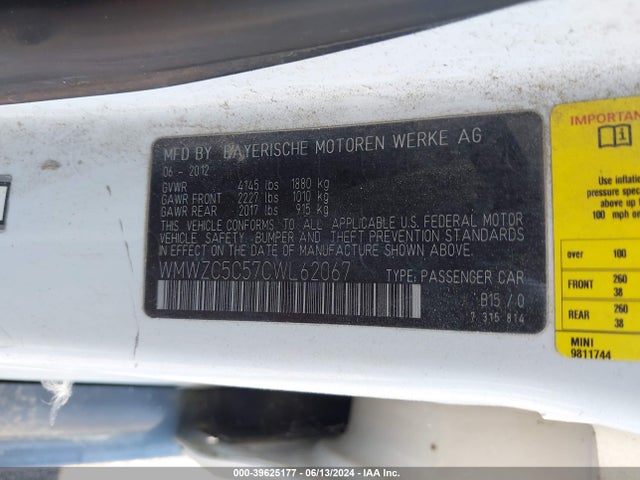 MFD BY BAYERISCHE MOTOREN WERKE AG
06 - 2012
GVWR 4145 lbs 1880 kg
GAWR FRONT 2227 lbs 1010 kg
GAWR REAR 2017 lbs 915 kg
THIS VEHICLE CONFORMS TO ALL APPLICABLE U.S. FEDERAL MOTOR
VEHICLE SAFETY, BUMPER AND THEFT PREVENTION STANDARDS
IN EFFECT ON THE DATE OF MANUFACTURE SHOWN ABOVE.
WMWZC5C57CWL62067 TYPE: PASSENGER CAR
B15 / 0
7 315 814
IMPORTAN
Use inflation
above up to
100 mph o
over 100
FRONT 260
38
REAR 260
38
MINI
9811744
000-39625177 - 06/13/2024 - IAA Inc.